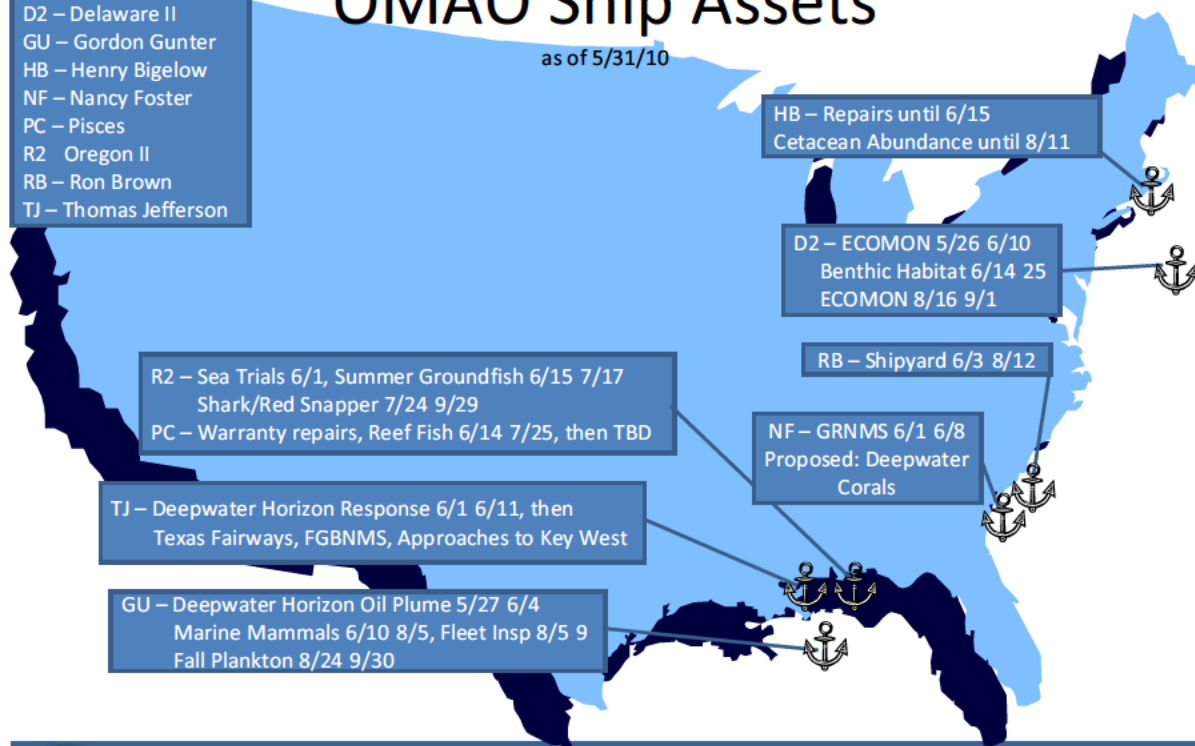 OMAO Ship Assets
as of 5/31/10
D2 – Delaware II
GU – Gordon Gunter
HB – Henry Bigelow
NF – Nancy Foster
PC – Pisces
R2 Oregon II
RB – Ron Brown
TJ – Thomas Jefferson
HB – Repairs until 6/15
Cetacean Abundance until 8/11
D2 – ECOMON 5/26 6/10
Benthic Habitat 6/14 25
ECOMON 8/16 9/1
RB – Shipyard 6/3 8/12
R2 – Sea Trials 6/1, Summer Groundfish 6/15 7/17
Shark/Red Snapper 7/24 9/29
PC – Warranty repairs, Reef Fish 6/14 7/25, then TBD
NF – GRNMS 6/1 6/8
Proposed: Deepwater
Corals
TJ – Deepwater Horizon Response 6/1 6/11, then
Texas Fairways, FGBNMS, Approaches to Key West
GU – Deepwater Horizon Oil Plume 5/27 6/4
Marine Mammals 6/10 8/5, Fleet Insp 8/5 9
Fall Plankton 8/24 9/30